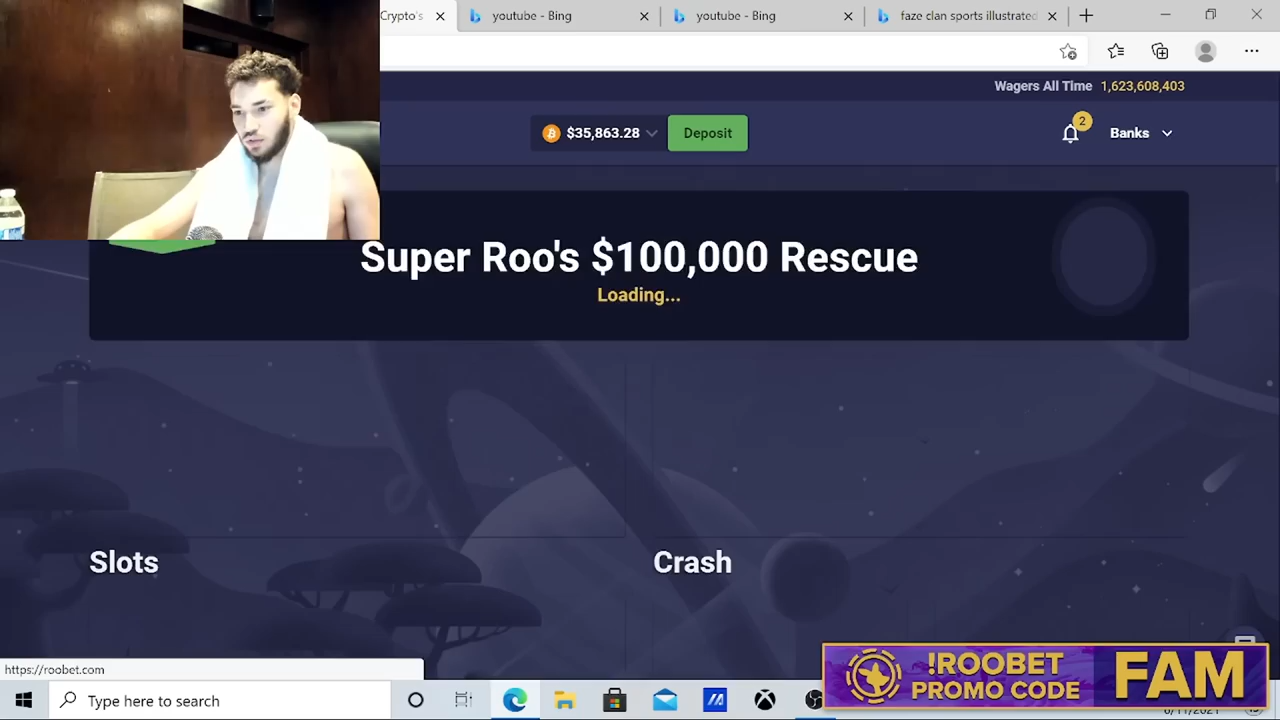 Crypto's
youtube - Bing
youtube - Bing
faze clan sports illustrated
Wagers All Time 1,623,608,403
$35,863.28
Deposit
2
Banks
Super Roo's $100,000 Rescue
Loading...
Slots
Crash
https://roobet.com
!ROOBET
PROMO CODE
FAM
Type here to search